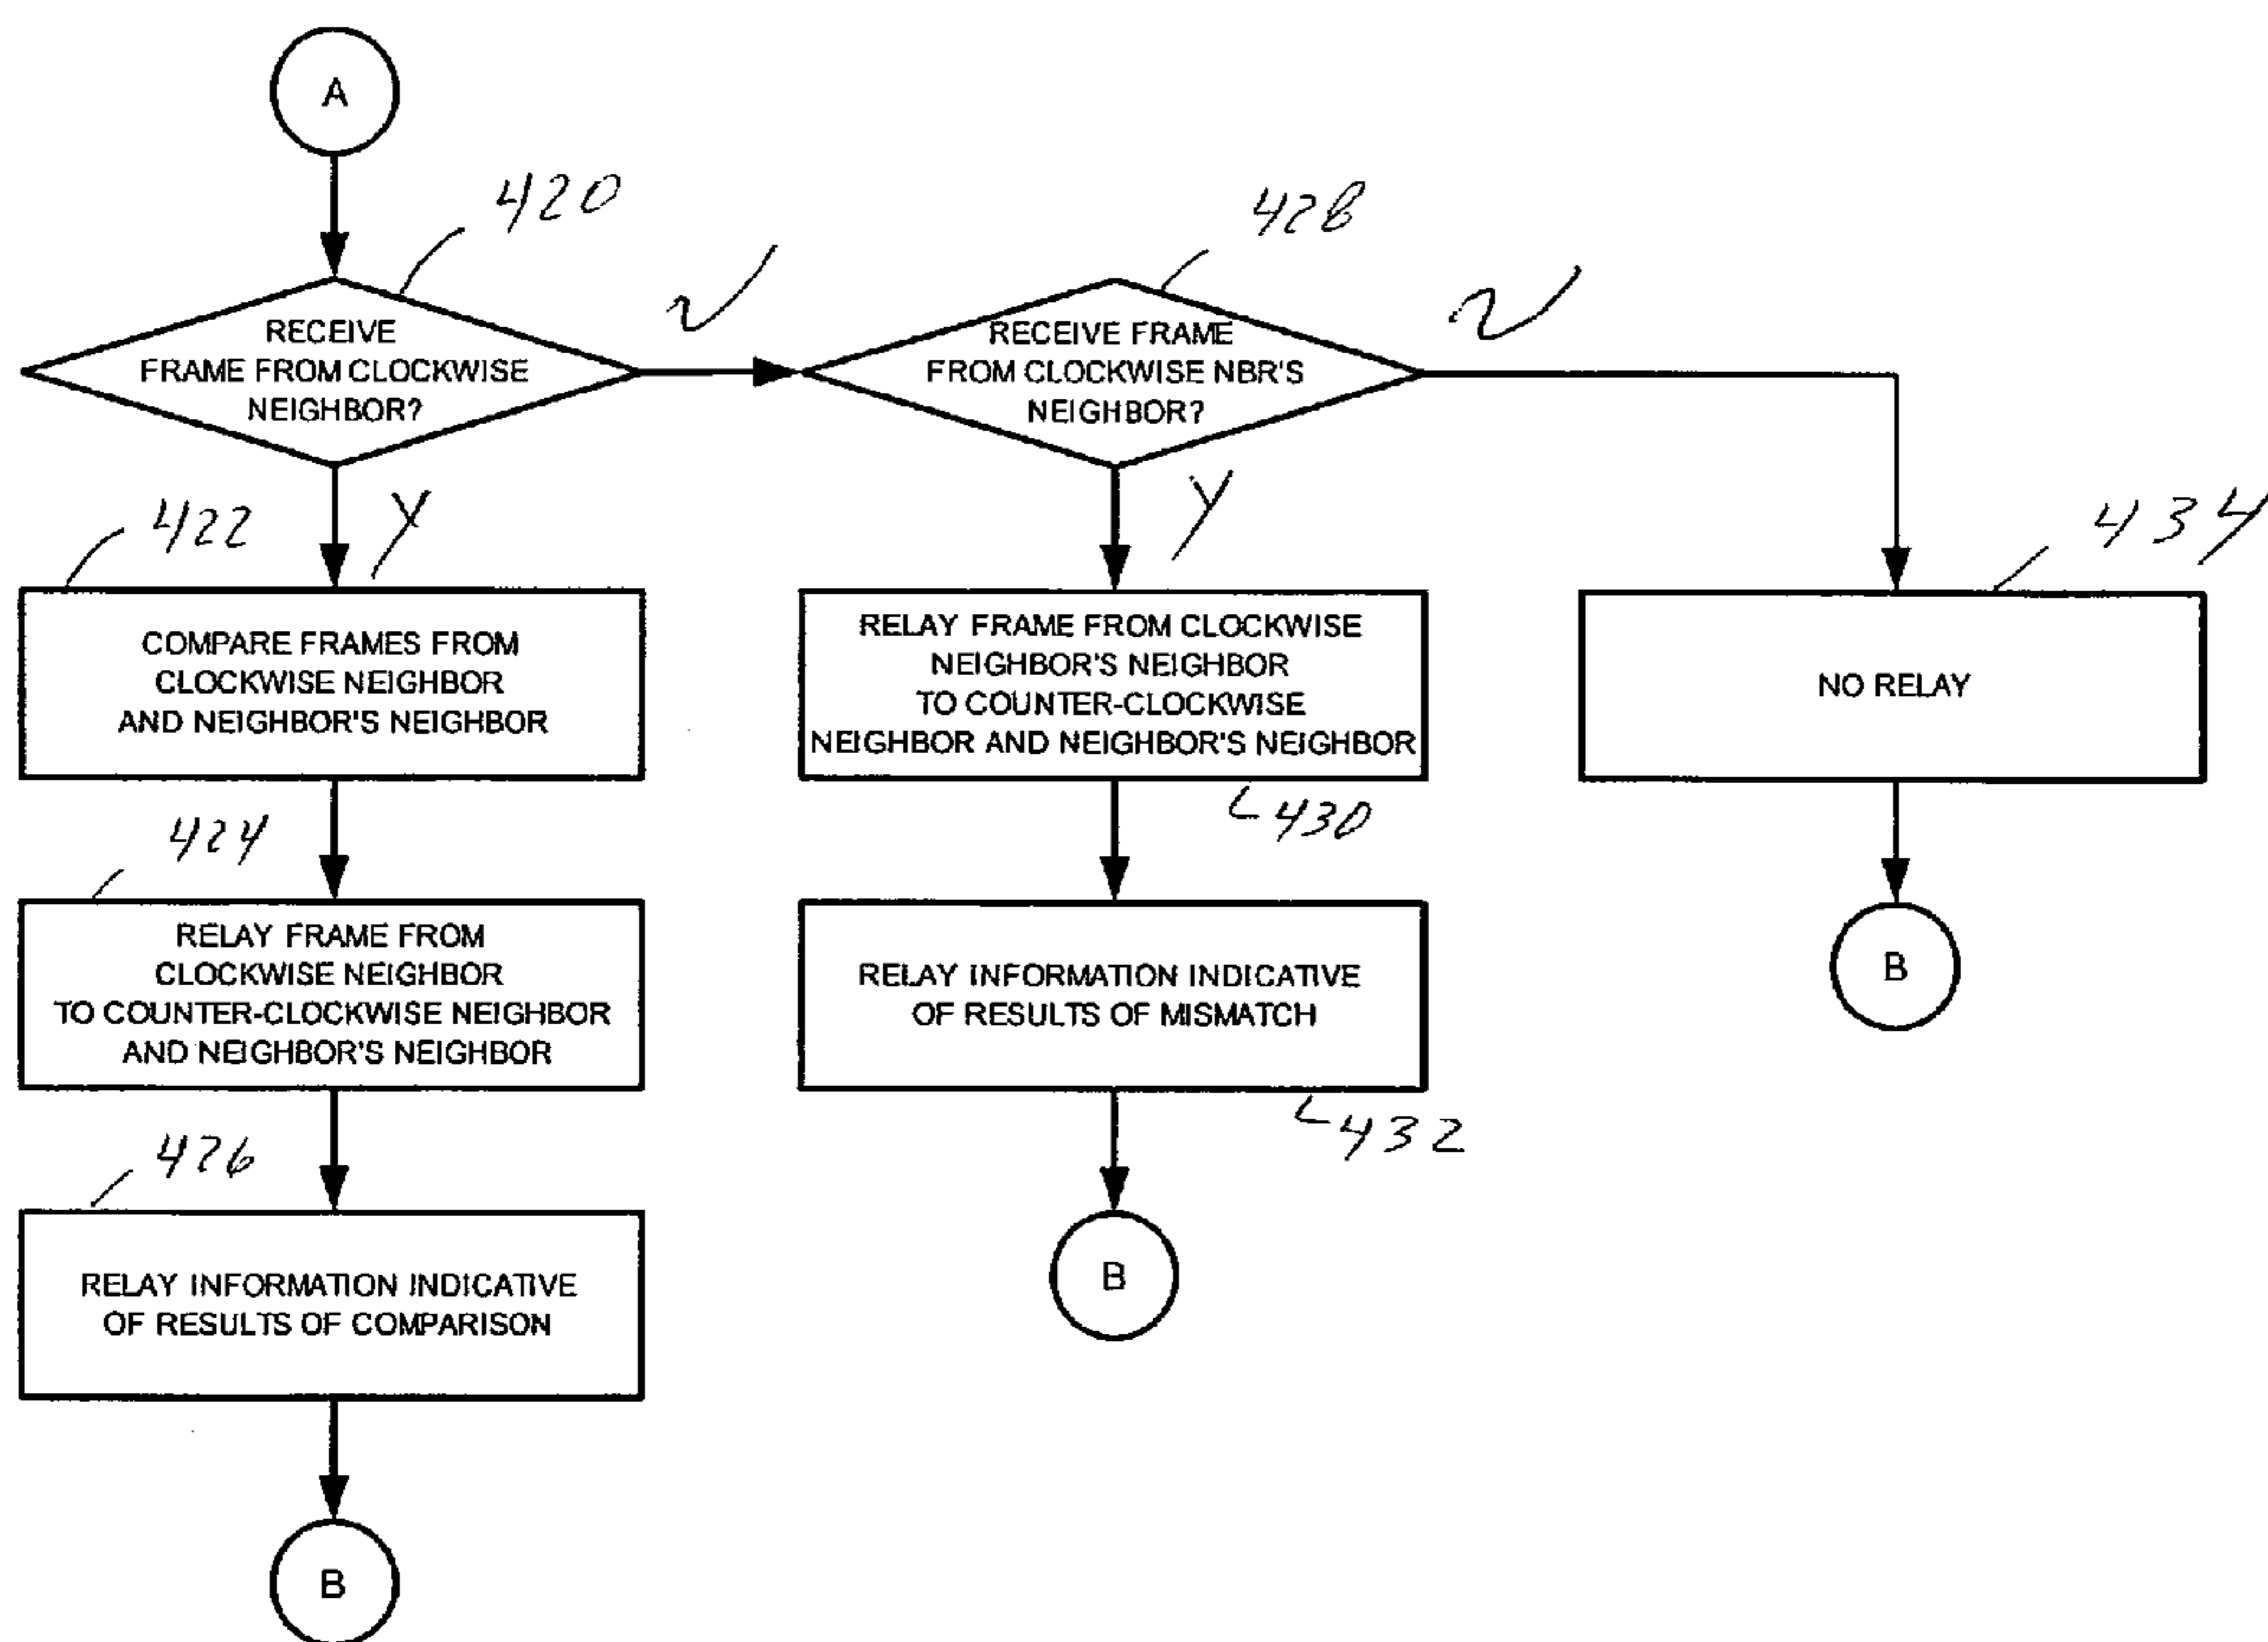 A
420
428
RECEIVE
FRAME FROM CLOCKWISE
NEIGHBOR?
N
RECEIVE FRAME
FROM CLOCKWISE NBR'S
NEIGHBOR?
N
422
Y
Y
434
COMPARE FRAMES FROM
CLOCKWISE NEIGHBOR
AND NEIGHBOR'S NEIGHBOR
RELAY FRAME FROM CLOCKWISE
NEIGHBOR'S NEIGHBOR
TO COUNTER-CLOCKWISE
NEIGHBOR AND NEIGHBOR'S NEIGHBOR
NO RELAY
424
430
RELAY FRAME FROM
CLOCKWISE NEIGHBOR
TO COUNTER-CLOCKWISE NEIGHBOR
AND NEIGHBOR'S NEIGHBOR
RELAY INFORMATION INDICATIVE
OF RESULTS OF MISMATCH
B
426
432
RELAY INFORMATION INDICATIVE
OF RESULTS OF COMPARISON
B
B